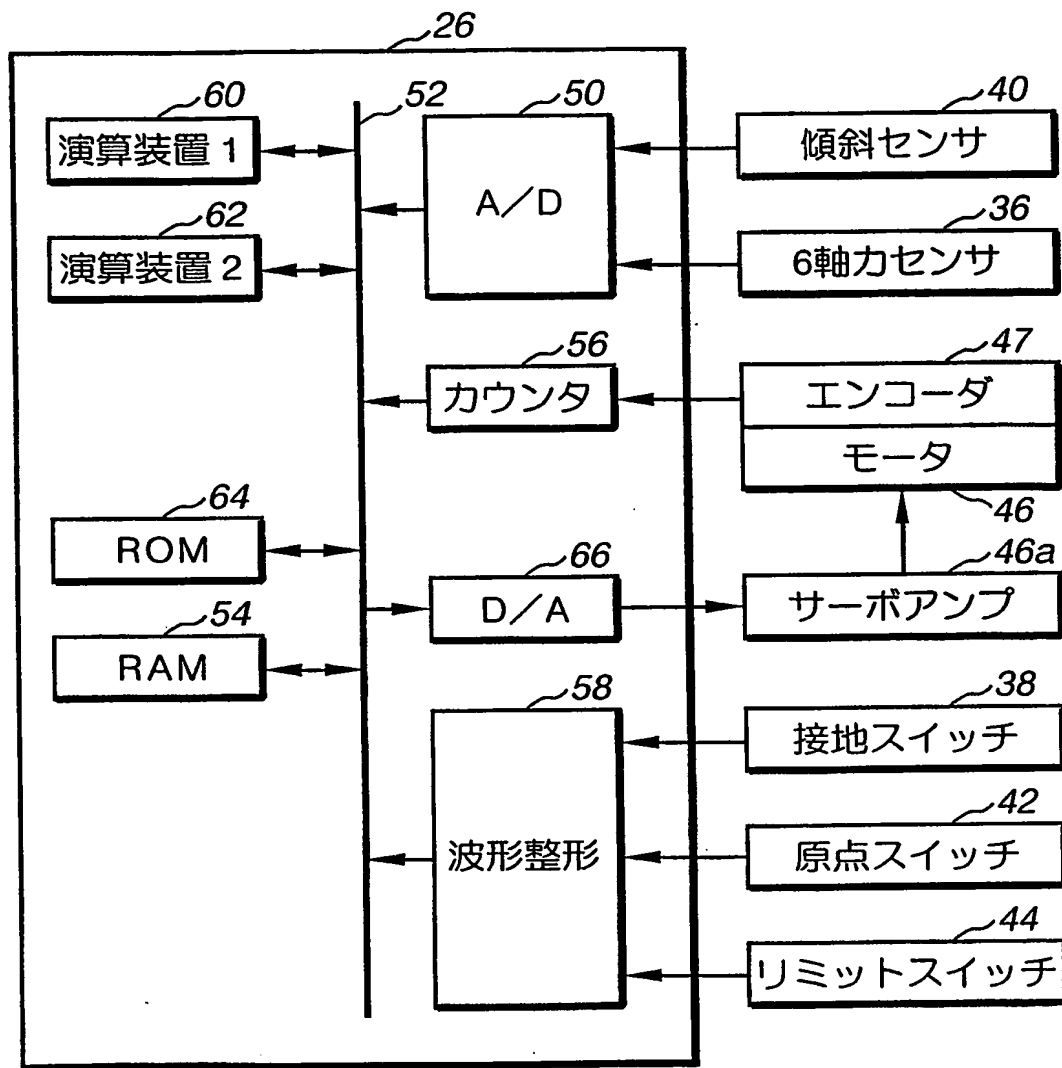 26
60
演算装置1
52
50
A/D
40
傾斜センサ
62
演算装置2
36
6軸力センサ
56
カウンタ
47
エンコーダ
モータ
46
64
ROM
66
D/A
46a
サーボアンプ
54
RAM
58
波形整形
38
接地スイッチ
42
原点スイッチ
44
リミットスイッチ